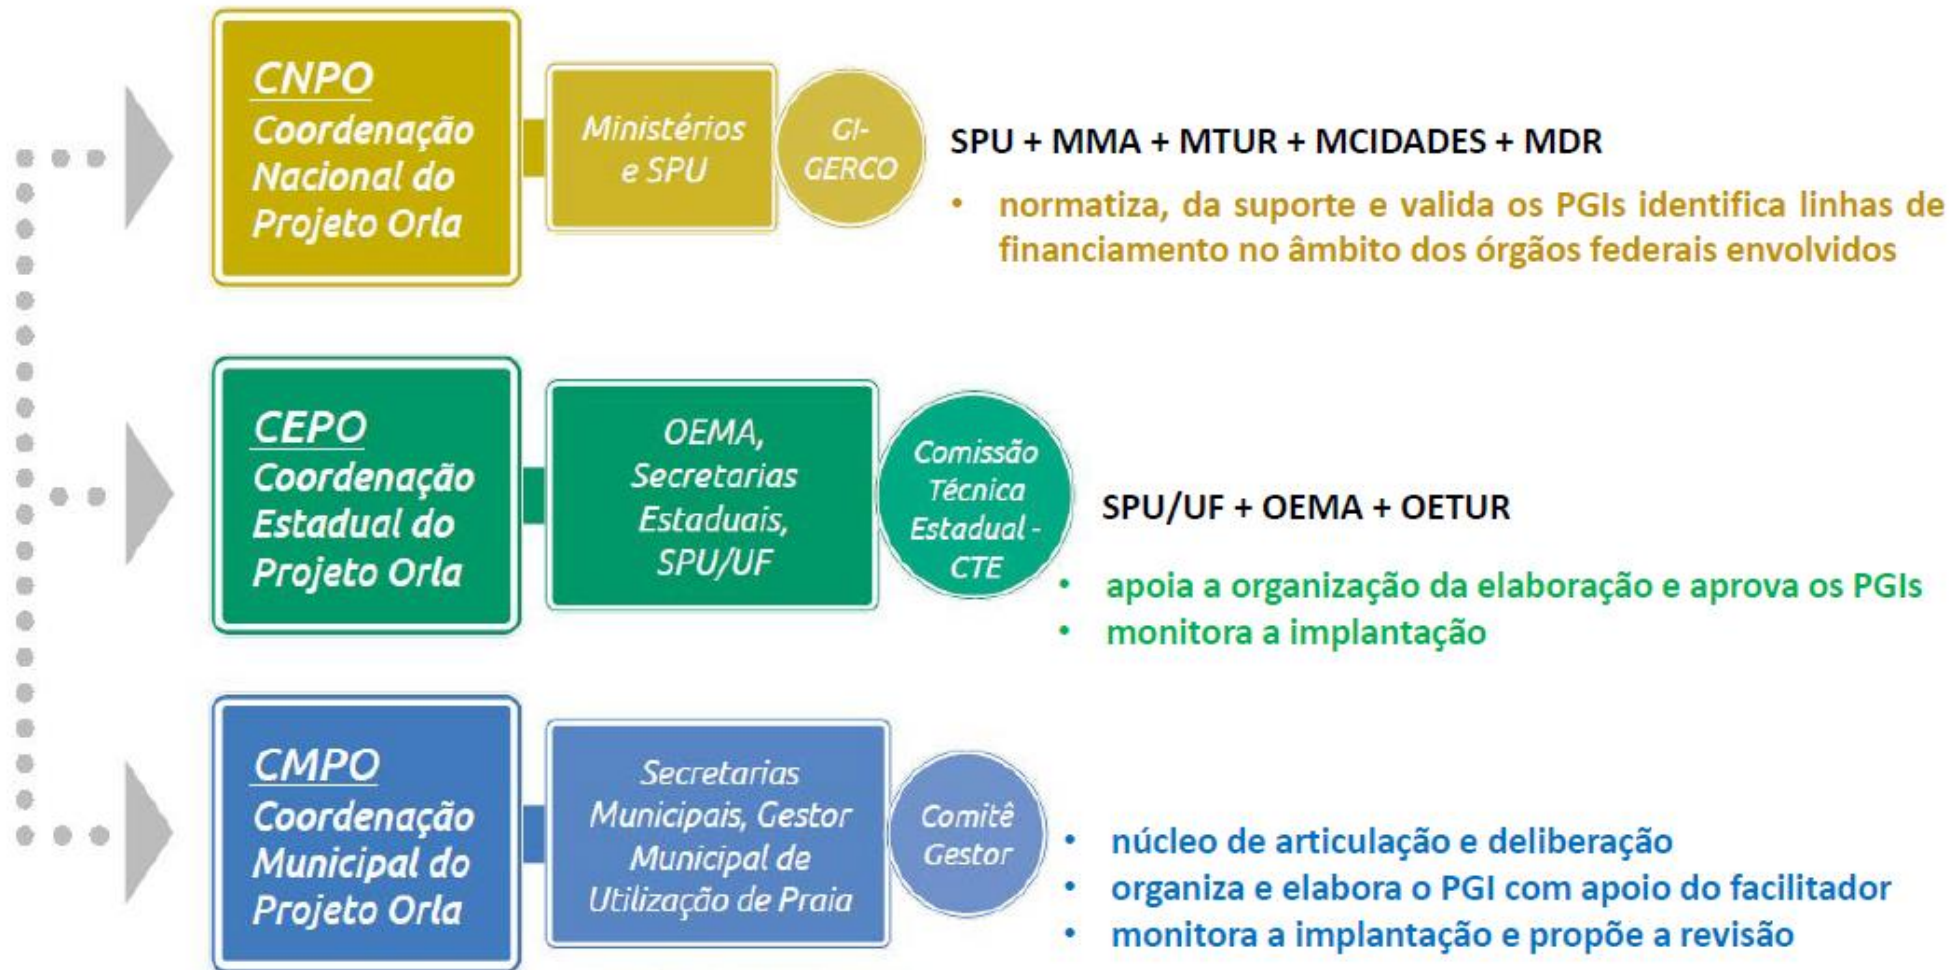 CNPO
Coordenação
Nacional do
Projeto Orla
Ministérios
e SPU
GI-
GERCO
SPU + MMA + MTUR + MCIDADES + MDR
• normatiza, da suporte e valida os PGIs identifica linhas de
financiamento no âmbito dos órgãos federais envolvidos
CEPO
Coordenação
Estadual do
Projeto Orla
OEMA,
Secretarias
Estaduais,
SPU/UF
Comissão
Técnica
Estadual -
CTE
SPU/UF + OEMA + OETUR
• apoia a organização da elaboração e aprova os PGIs
• monitora a implantação
CMPO
Coordenação
Municipal do
Projeto Orla
Secretarias
Municipais, Gestor
Municipal de
Utilização de Praia
Comitê
Gestor
• núcleo de articulação e deliberação
• organiza e elabora o PGI com apoio do facilitador
• monitora a implantação e propõe a revisão